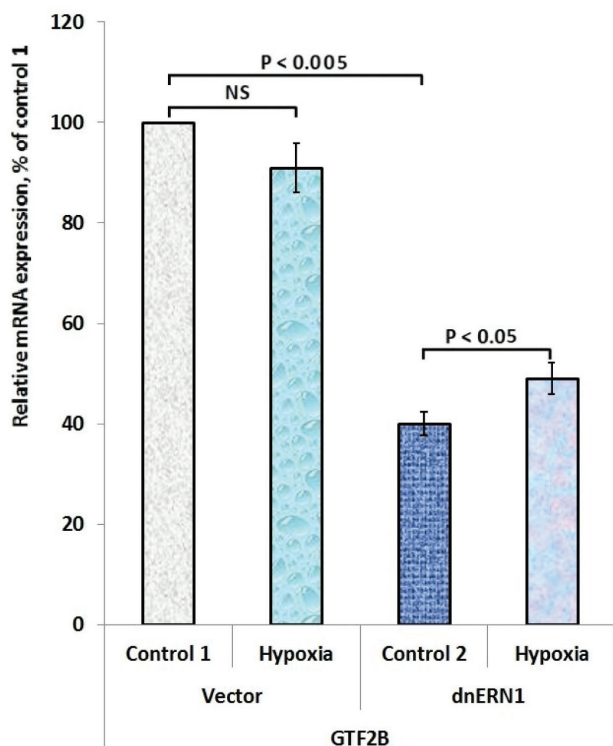 Relative mRNA expression, % of control 1
120
100
80
60
40
20
0
P < 0.005
NS
P < 0.05
Control 1
Hypoxia
Control 2
Hypoxia
Vector
dnERN1
GTF2B